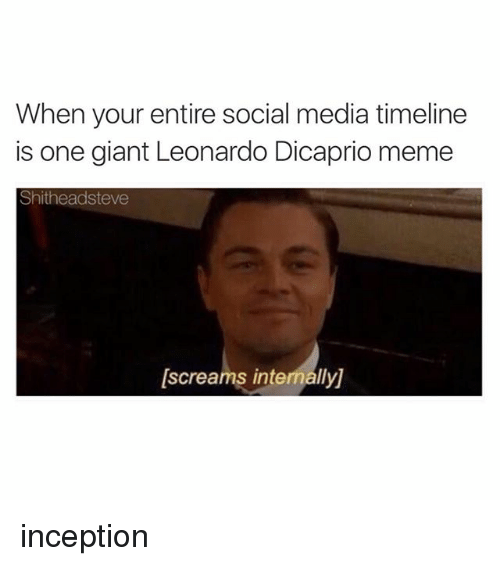 When your entire social media timeline
is one giant Leonardo Dicaprio meme
Shitheadsteve
[screams internally]
inception